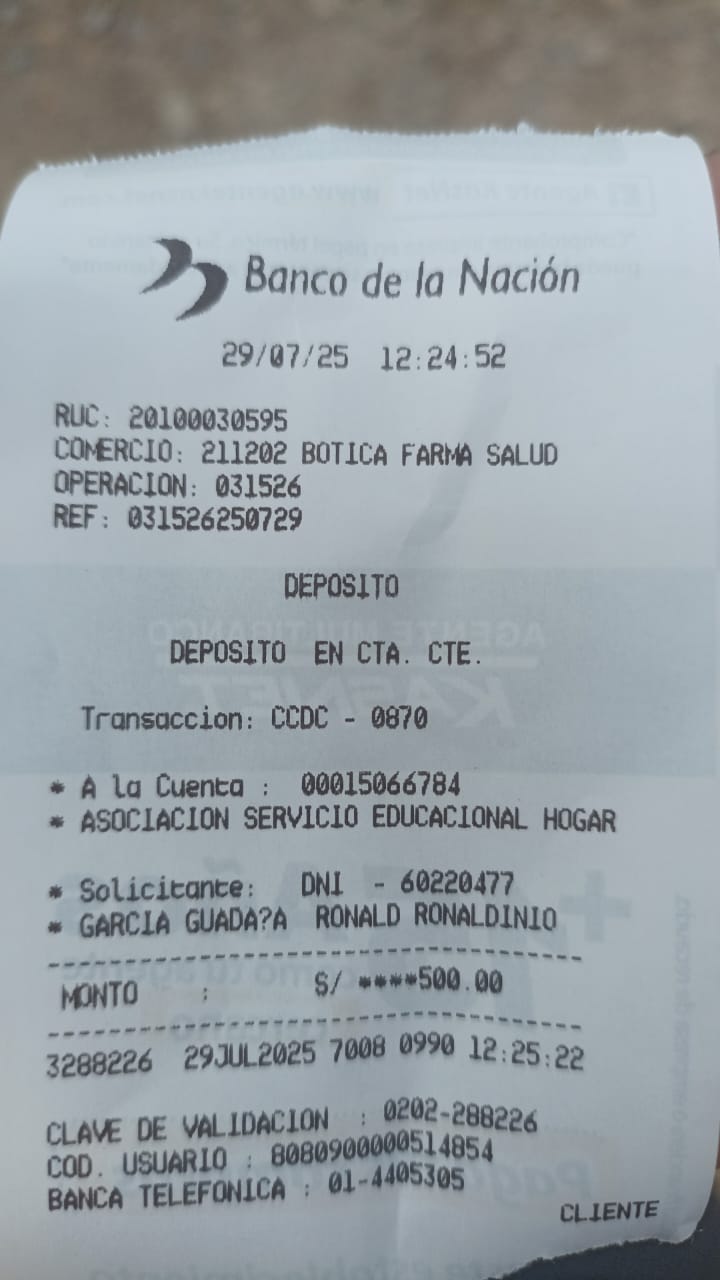 Banco de la Nación
29/07/25 12:24:52
RUC: 20100030595
COMERCIO: 211202 BOTICA FARMA SALUD
OPERACION: 031526
REF: 031526250729
DEPOSITO
DEPOSITO EN CTA. CTE.
Transaccion: CCDC - 0870
* A la Cuenta : 00015066784
* ASOCIACION SERVICIO EDUCACIONAL HOGAR
* Solicitante: DNI - 60220477
* GARCIA GUADA?A RONALD RONALDINIO
MONTO : S/ ****500.00
3288226 29JUL2025 7008 0990 12:25:22
CLAVE DE VALIDACION : 0202-288226
COD. USUARIO : 8080900000514854
BANCA TELEFONICA : 01-4405305
CLIENTE